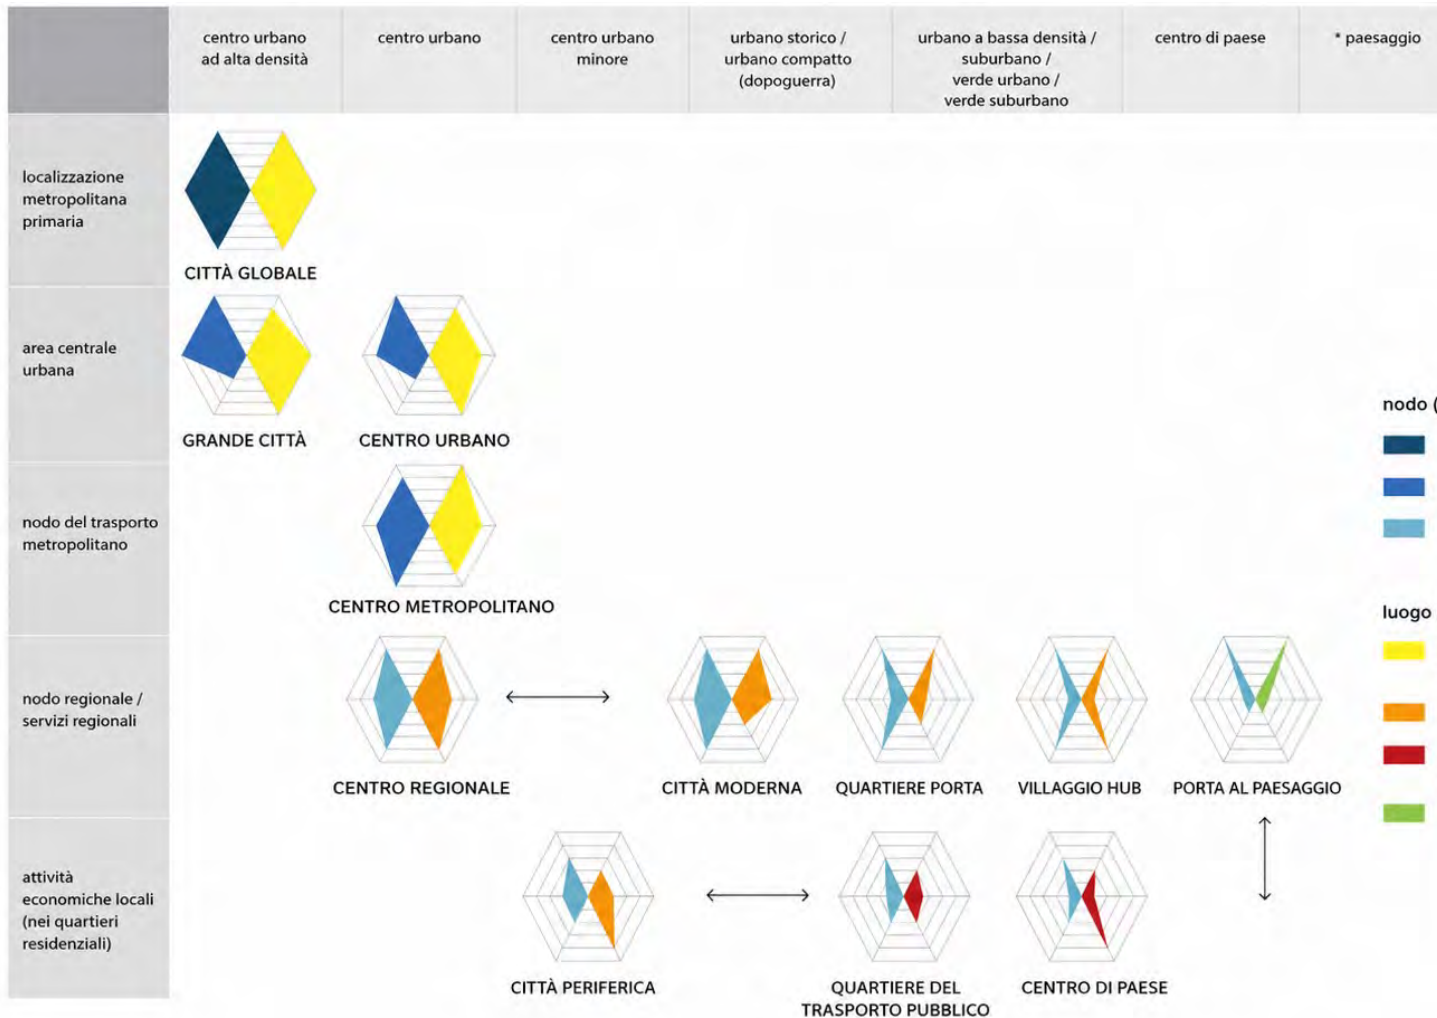 centro urbano
ad alta densità
centro urbano
centro urbano
minore
urbano storico /
urbano compatto
(dopoguerra)
urbano a bassa densità /
suburbano /
verde urbano /
verde suburbano
centro di paese
* paesaggio
localizzazione
metropolitana
primaria
CITTÀ GLOBALE
area centrale
urbana
GRANDE CITTÀ
CENTRO URBANO
nodo (
nodo del trasporto
metropolitano
CENTRO METROPOLITANO
luogo
nodo regionale /
servizi regionali
CENTRO REGIONALE
CITTÀ MODERNA
QUARTIERE PORTA
VILLAGGIO HUB
PORTA AL PAESAGGIO
attività
economiche locali
(nei quartieri
residenziali)
CITTÀ PERIFERICA
QUARTIERE DEL
TRASPORTO PUBBLICO
CENTRO DI PAESE